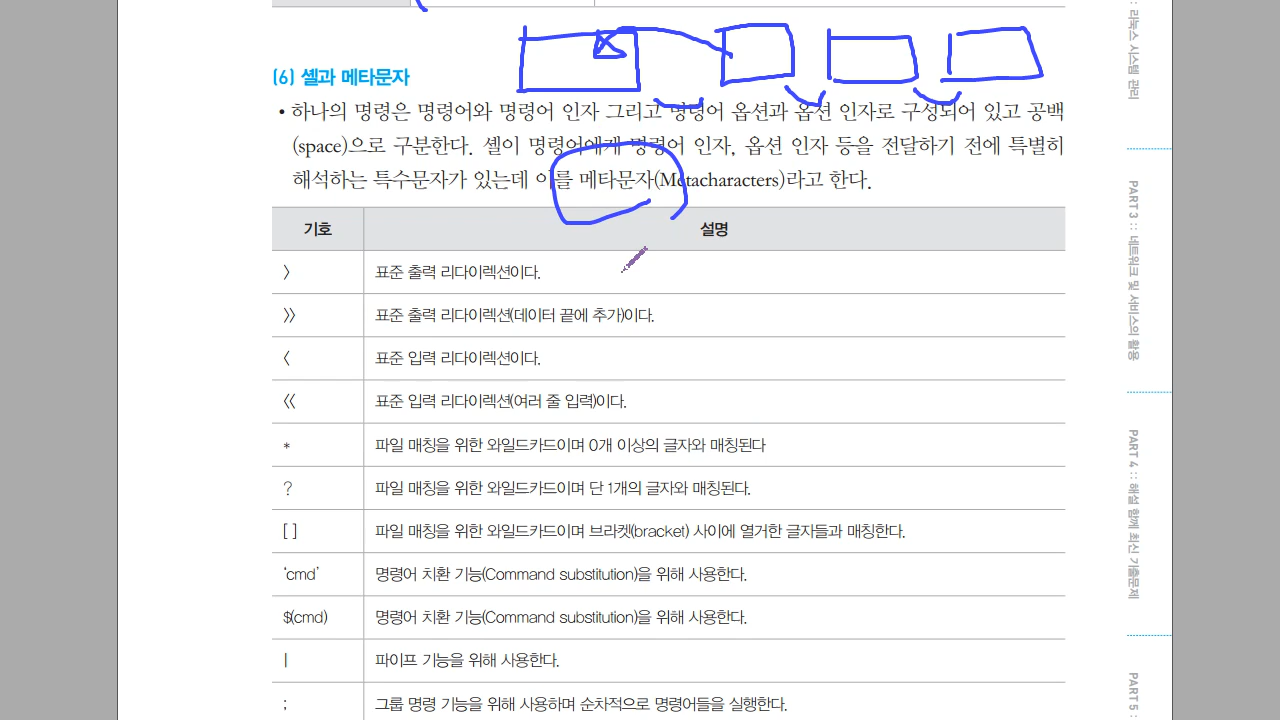 (6) 셸과 메타문자
• 하나의 명령은 명령어와 명령어 인자 그리고 명령어 옵션과 옵션 인자로 구성되어 있고 공백
(space)으로 구분한다. 셸이 명령어에게 명령어 인자, 옵션 인자 등을 전달하기 전에 특별히
해석하는 특수문자가 있는데 이를 메타문자(Metacharacters)라고 한다.
기호 설명
> 표준 출력 리다이렉션이다.
>> 표준 출력 리다이렉션(데이터 끝에 추가)이다.
< 표준 입력 리다이렉션이다.
<< 표준 입력 리다이렉션(여러 줄 입력)이다.
* 파일 매칭을 위한 와일드카드이며 0개 이상의 글자와 매칭된다
? 파일 매칭을 위한 와일드카드이며 단 1개의 글자와 매칭된다.
[ ] 파일 매칭을 위한 와일드카드이며 브라켓(bracket, [ ])에 열거한 글자들과 매칭한다.
‘cmd’ 명령어 치환 기능(Command substitution)을 위해 사용한다.
$(cmd) 명령어 치환 기능(Command substitution)을 위해 사용한다.
| 파이프 기능을 위해 사용한다.
; 그룹 명령어 기능을 위해 사용하며 순차적으로 명령어들을 실행한다.
:: 리눅스 시스템 관리
PART 3 :: 네트워크 및 서비스의 활용
PART 4 :: 해설 함께 최신 기출문제
PART 5 :